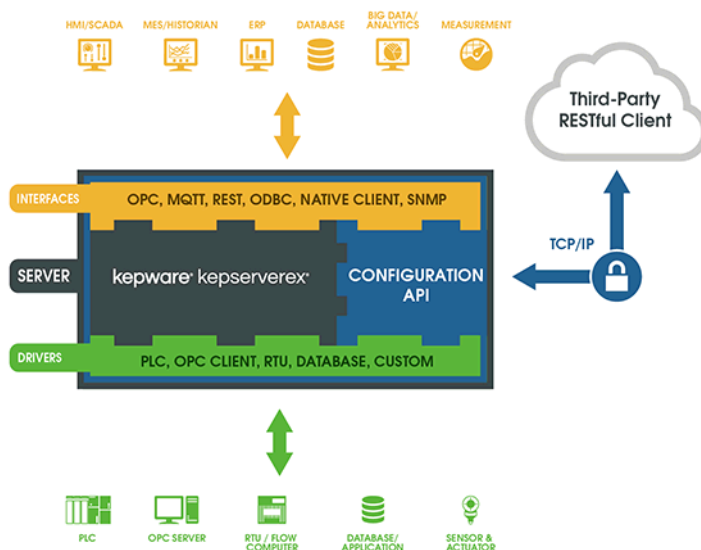 HMI/SCADA
MES/HISTORIAN
ERP
DATABASE
BIG DATA/
ANALYTICS
MEASUREMENT
Third-Party
RESTful Client
INTERFACES
OPC, MQTT, REST, ODBC, NATIVE CLIENT, SNMP
TCP/IP
SERVER
kepware® kepserverex®
CONFIGURATION
API
DRIVERS
PLC, OPC CLIENT, RTU, DATABASE, CUSTOM
PLC
OPC SERVER
RTU / FLOW
COMPUTER
DATABASE/
APPLICATION
SENSOR &
ACTUATOR